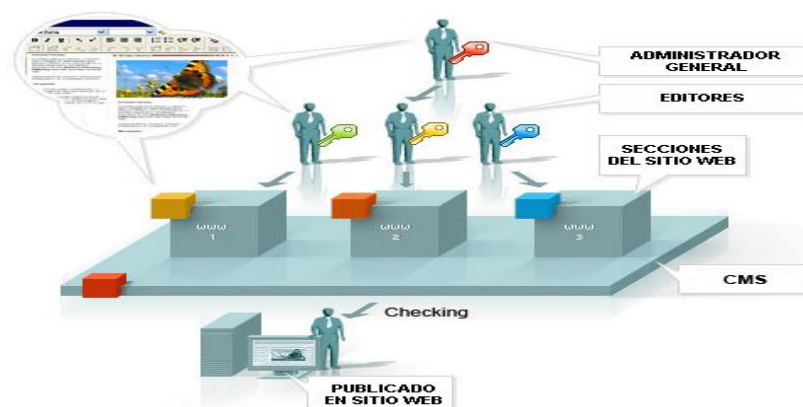 ADMINISTRADOR
GENERAL
EDITORES
SECCIONES
DEL SITIO WEB
WWW
1
WWW
2
WWW
3
CMS
Checking
PUBLICADO
EN SITIO WEB